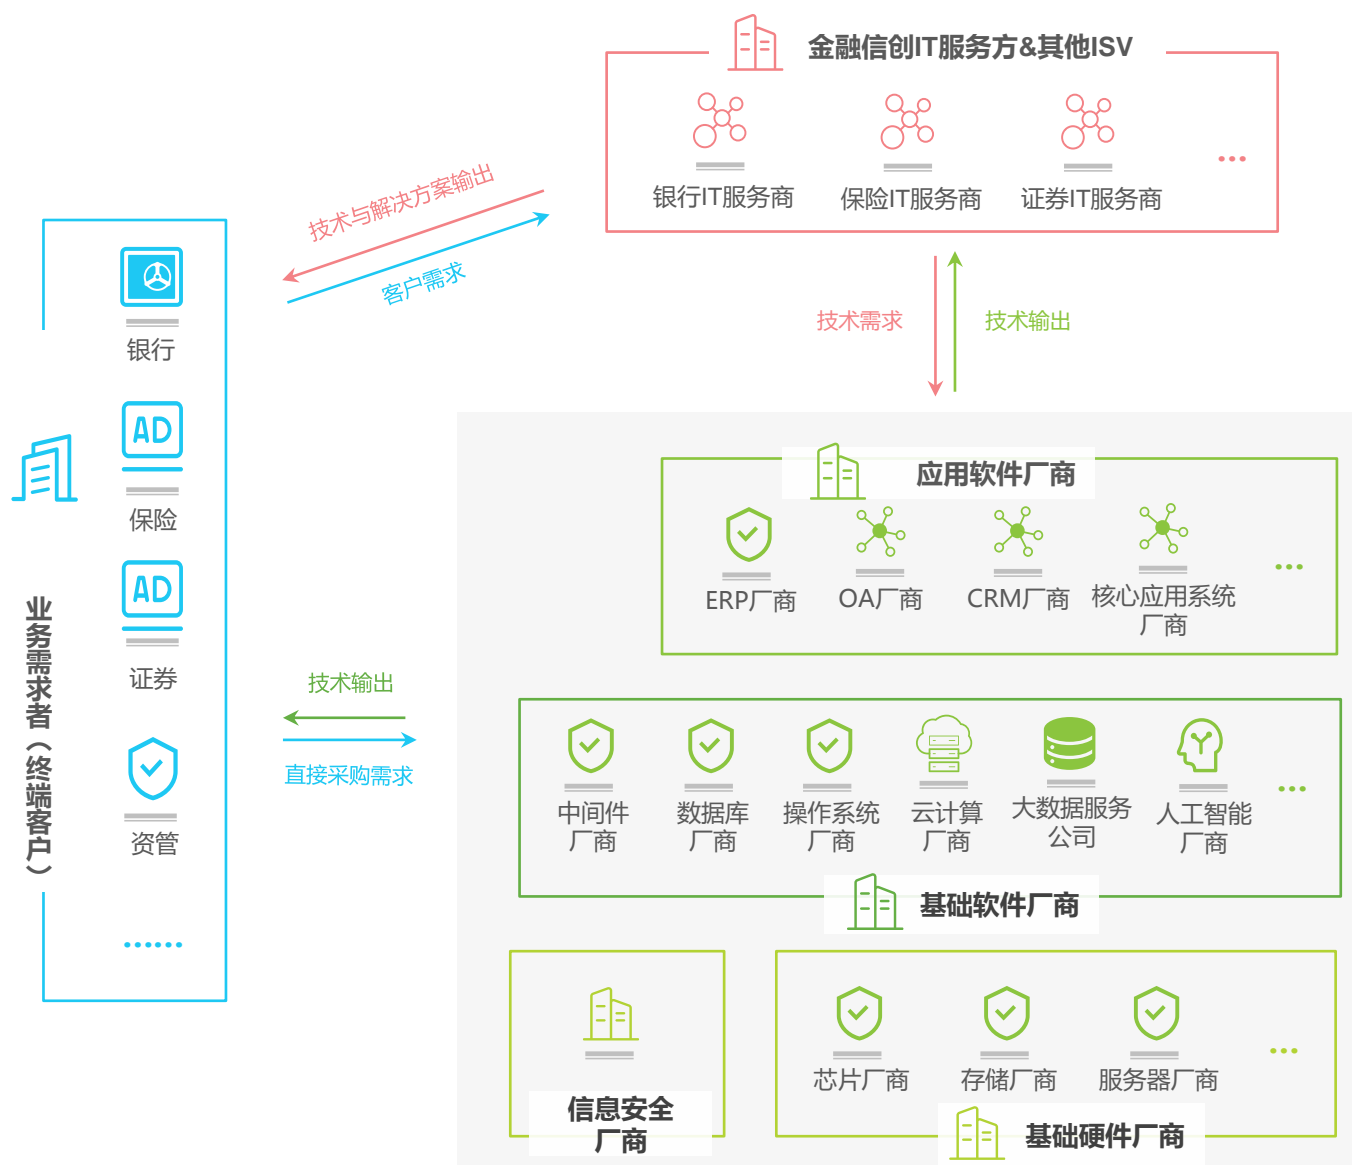 金融信创IT服务方&其他ISV
银行IT服务商
保险IT服务商
证券IT服务商
技术与解决方案输出
客户需求
技术需求
技术输出
业务需求者（终端客户）
银行
AD
保险
AD
证券
资管
技术输出
直接采购需求
应用软件厂商
ERP厂商
OA厂商
CRM厂商
核心应用系统
厂商
中间件
厂商
数据库
厂商
操作系统
厂商
云计算
厂商
大数据服务
公司
人工智能
厂商
基础软件厂商
信息安全
厂商
芯片厂商
存储厂商
服务器厂商
基础硬件厂商